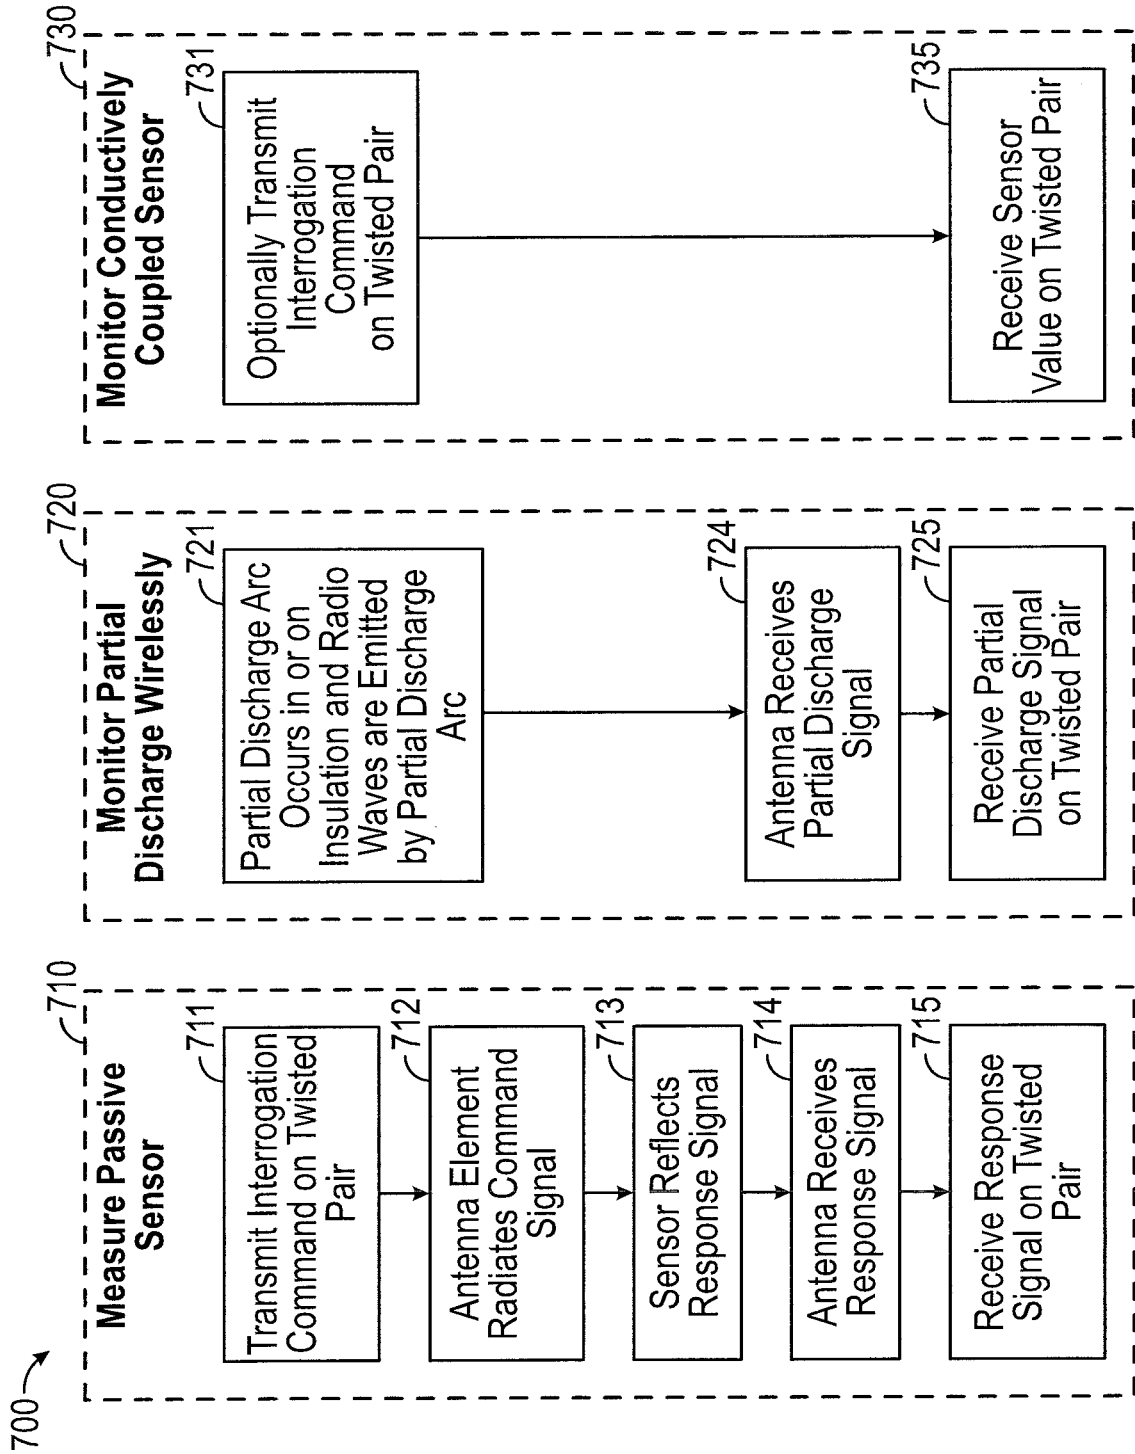 700
710
Measure Passive
Sensor
711
Transmit Interrogation
Command on Twisted
Pair
712
Antenna Element
Radiates Command
Signal
713
Sensor Reflects
Response Signal
714
Antenna Receives
Response Signal
715
Receive Response
Signal on Twisted
Pair
720
Monitor Partial
Discharge Wirelessly
721
Partial Discharge Arc
Occurs in or on
Insulation and Radio
Waves are Emitted
by Partial Discharge
Arc
724
Antenna Receives
Partial Discharge
Signal
725
Receive Partial
Discharge Signal
on Twisted Pair
730
Monitor Conductively
Coupled Sensor
731
Optionally Transmit
Interrogation
Command
on Twisted Pair
735
Receive Sensor
Value on Twisted Pair